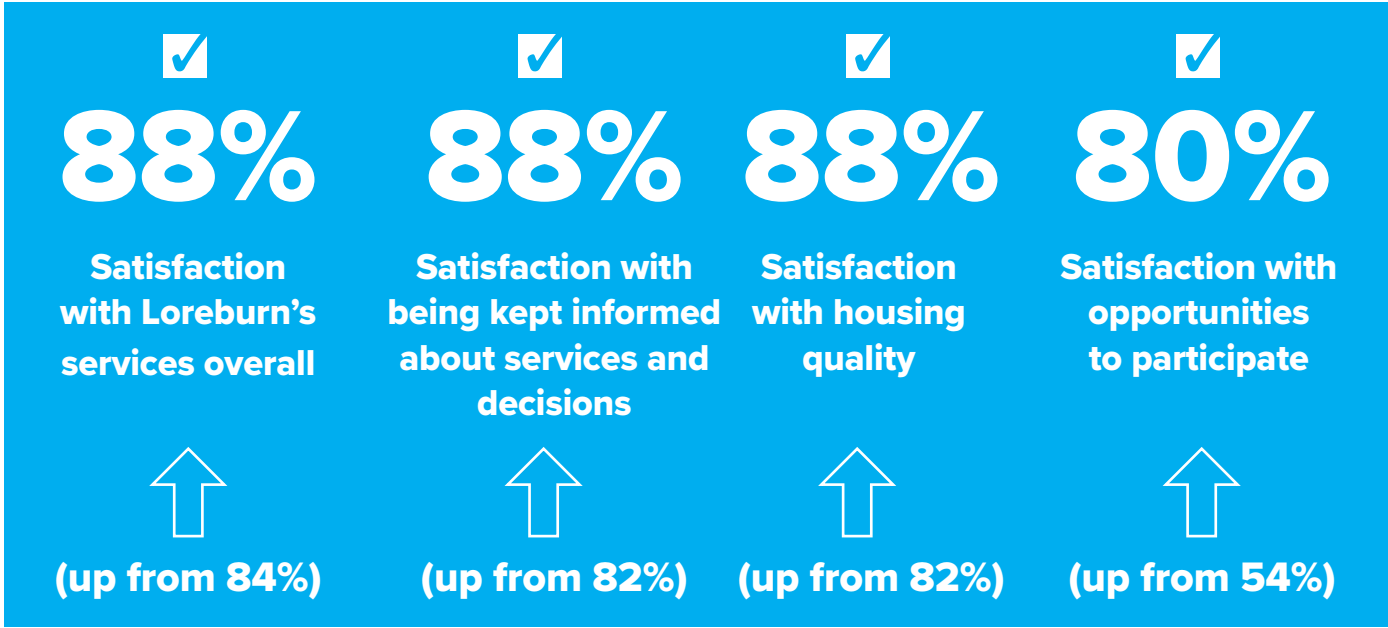 88%
Satisfaction
with Loreburn’s
services overall
(up from 84%)
88%
Satisfaction with
being kept informed
about services and
decisions
(up from 82%)
88%
Satisfaction
with housing
quality
(up from 82%)
80%
Satisfaction with
opportunities
to participate
(up from 54%)